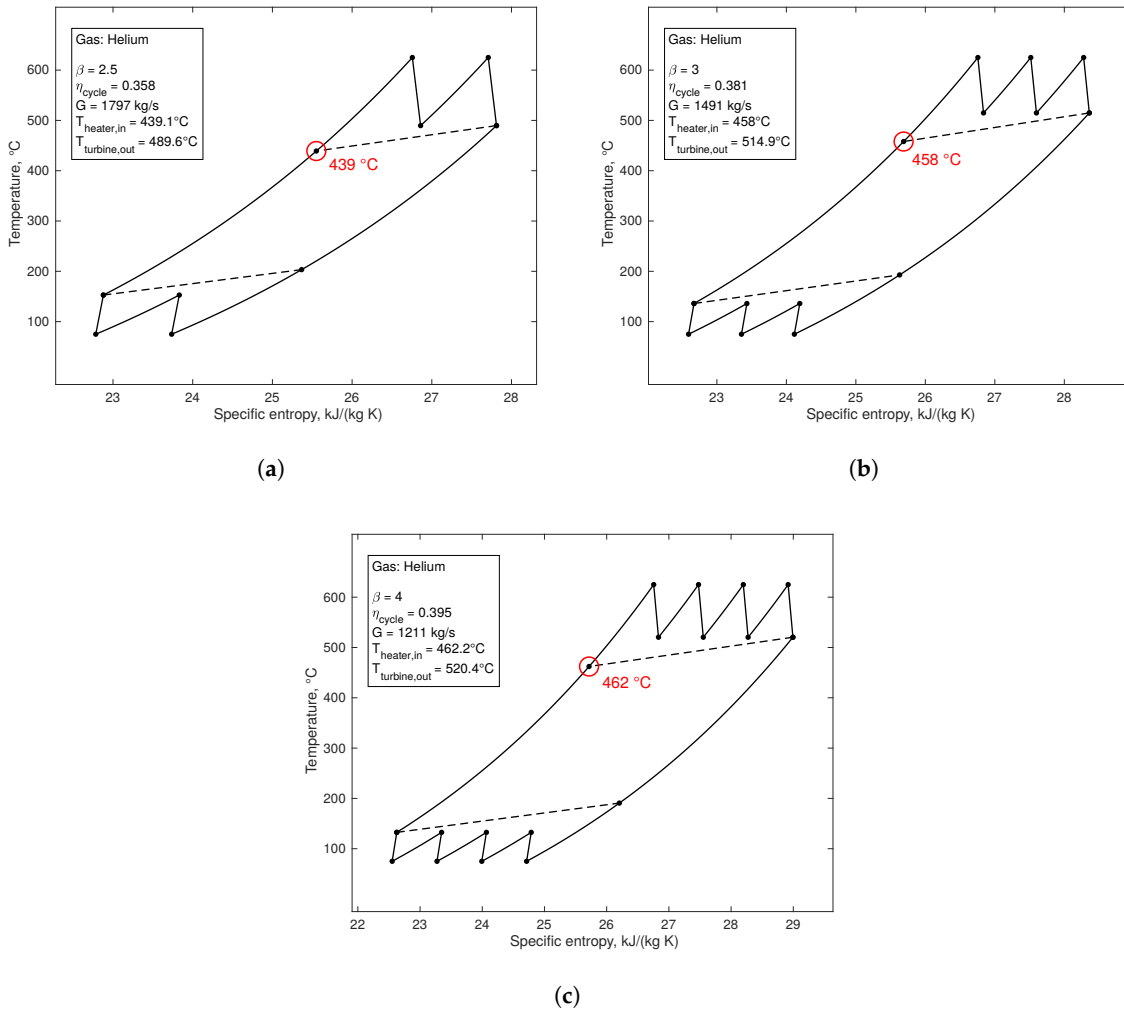 Gas: Helium
β = 2.5
ηcycle = 0.358
G = 1797 kg/s
Theater,in = 439.1°C
Tturbine,out = 489.6°C
439 °C
600
500
400
300
200
100
Temperature, °C
23 24 25 26 27 28
Specific entropy, kJ/(kg K)
(a)
Gas: Helium
β = 3
ηcycle = 0.381
G = 1491 kg/s
Theater,in = 458°C
Tturbine,out = 514.9°C
458 °C
600
500
400
300
200
100
Temperature, °C
23 24 25 26 27 28
Specific entropy, kJ/(kg K)
(b)
Gas: Helium
β = 4
ηcycle = 0.395
G = 1211 kg/s
Theater,in = 462.2°C
Tturbine,out = 520.4°C
462 °C
600
500
400
300
200
100
Temperature, °C
22 23 24 25 26 27 28 29
Specific entropy, kJ/(kg K)
(c)